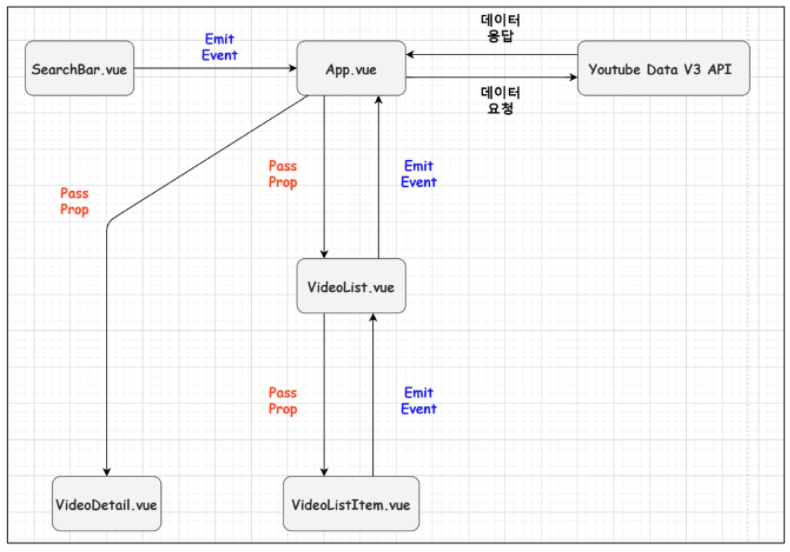 데이터
응답
Emit
Event
SearchBar.vue
App.vue
Youtube Data V3 API
데이터
요청
Pass
Prop
Emit
Event
Pass
Prop
VideoList.vue
Pass
Prop
Emit
Event
VideoDetail.vue
VideoListItem.vue